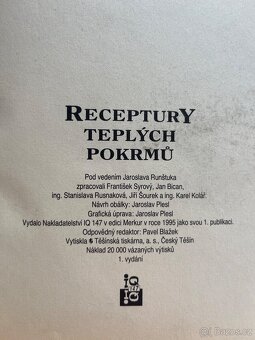 RECEPTURY
TEPLÝCH
POKRMŮ
Pod vedením Jaroslava Runštuka
zpracovali František Syrový, Jan Bican,
ing. Stanislava Rusnaková, Jiří Šourek a ing. Karel Kolář.
Návrh obálky: Jaroslav Plesl
Grafická úprava: Jaroslav Plesl
Vydalo Nakladatelství IQ 147 v edici Merkur v roce 1995 jako svou 1. publikaci.
Odpovědný redaktor: Pavel Blažek
Vytiskla Těšínská tiskárna, a. s., Český Těšín
Náklad 20 000 vázaných výtisků
1. vydání